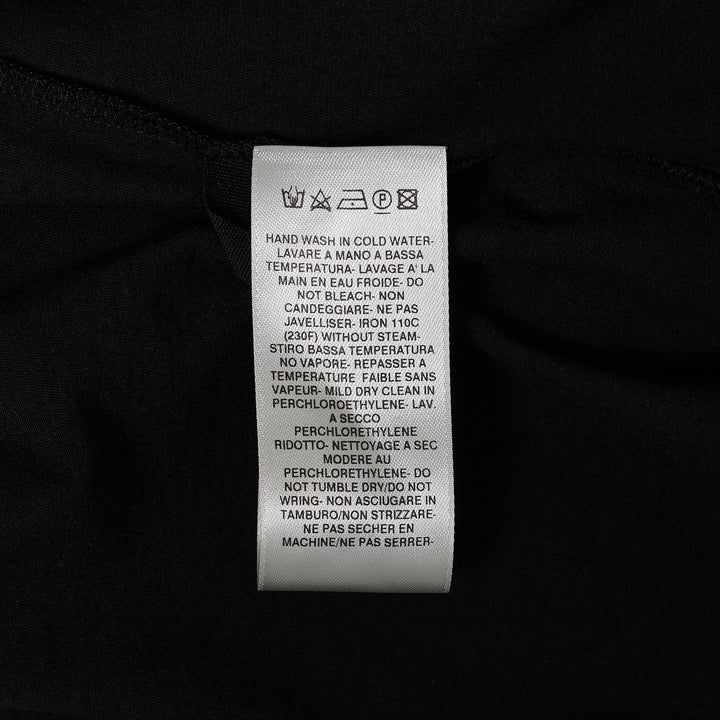 P
HAND WASH IN COLD WATER-
LAVARE A MANO A BASSA
TEMPERATURA- LAVAGE A' LA
MAIN EN EAU FROIDE- DO
NOT BLEACH- NON
CANDEGGIARE- NE PAS
JAVELLISER- IRON 110C
(230F) WITHOUT STEAM-
STIRO BASSA TEMPERATURA
NO VAPORE- REPASSER A
TEMPERATURE FAIBLE SANS
VAPEUR- MILD DRY CLEAN IN
PERCHLOROETHYLENE- LAV.
A SECCO
PERCHLORETHYLENE
RIDOTTO- NETTOYAGE A SEC
MODERE AU
PERCHLORETHYLENE- DO
NOT TUMBLE DRY/DO NOT
WRING- NON ASCIUGARE IN
TAMBURO/NON STRIZZARE-
NE PAS SECHER EN
MACHINE/NE PAS SERRER-